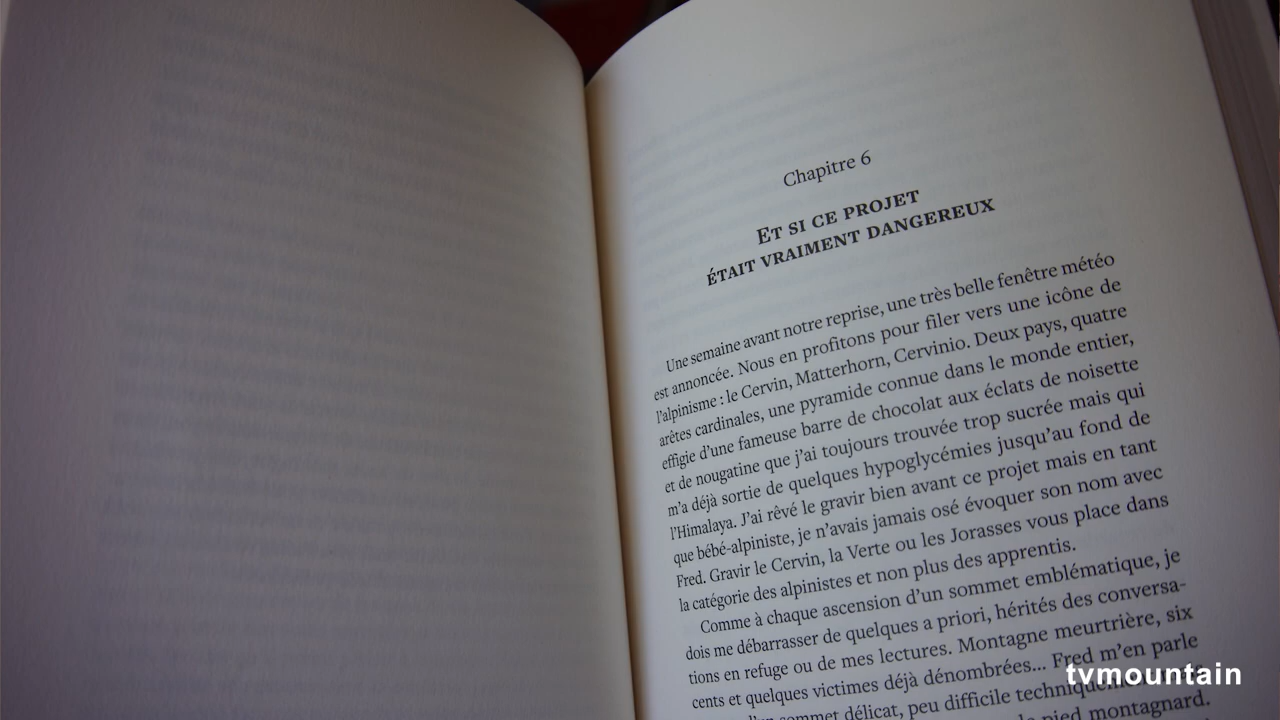 Chapitre 6
ET SI CE PROJET
ÉTAIT VRAIMENT DANGEREUX
Une semaine avant notre reprise, une très belle fenêtre météo
est annoncée. Nous en profitons pour filer vers une icône de
l'alpinisme : le Cervin, Matterhorn, Cervinio. Deux pays, quatre
arêtes cardinales, une pyramide connue dans le monde entier,
effigie d'une fameuse barre de chocolat aux éclats de noisette
et de nougatine que j'ai toujours trouvée trop sucrée mais qui
m'a déjà sortie de quelques hypoglycémies jusqu'au fond de
l'Himalaya. J'ai rêvé le gravir bien avant ce projet mais en tant
que bébé-alpiniste, je n'avais jamais osé évoquer son nom avec
Fred. Gravir le Cervin, la Verte ou les Jorasses vous place dans
la catégorie des alpinistes et non plus des apprentis.
Comme à chaque ascension d'un sommet emblématique, je
dois me débarrasser de quelques a priori, hérités des conversa-
tions en refuge ou de mes lectures. Montagne meurtrière, six
cents et quelques victimes déjà dénombrées... Fred m'en parle
d'un sommet délicat, peu difficile techniquement
pied montagnard.
tvmountain